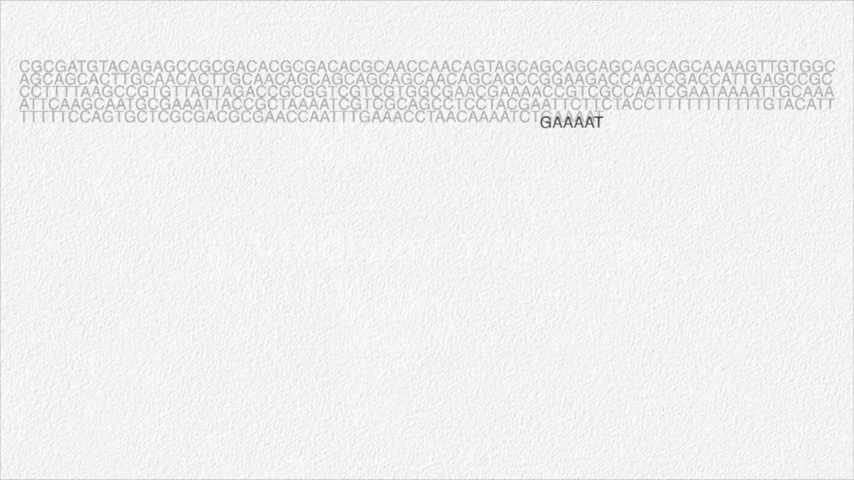 CGCGATGTACAGAGCCGCGACACGCGACACGCAACCAACAGTAGCAGCAGCAGCAGCAGCAAAAGTTGTGGC
AGCAGCACTTGCAACACTTGCAACAGCAGCAGCAGCAACAGCAGCCGGAAGACCAAACGACCATTGAGCCGC
CCTTTTAAGCCGTGTTAGTAGACCGCGGTCGTCGTGGCGAACGAAAACCGTCGCCAATCGAATAAAATTGCAAA
ATTCAAGCAATGCGAAATTACCGCTAAAATCGTCGCAGCCTCCTACGAATTCTTCTACCTTTTTTTTTTTGTACATT
TTTTTCCAGTGCTCGCGACGCGAACCAATTTGAAACCTAACAAAATCT
GAAAAT